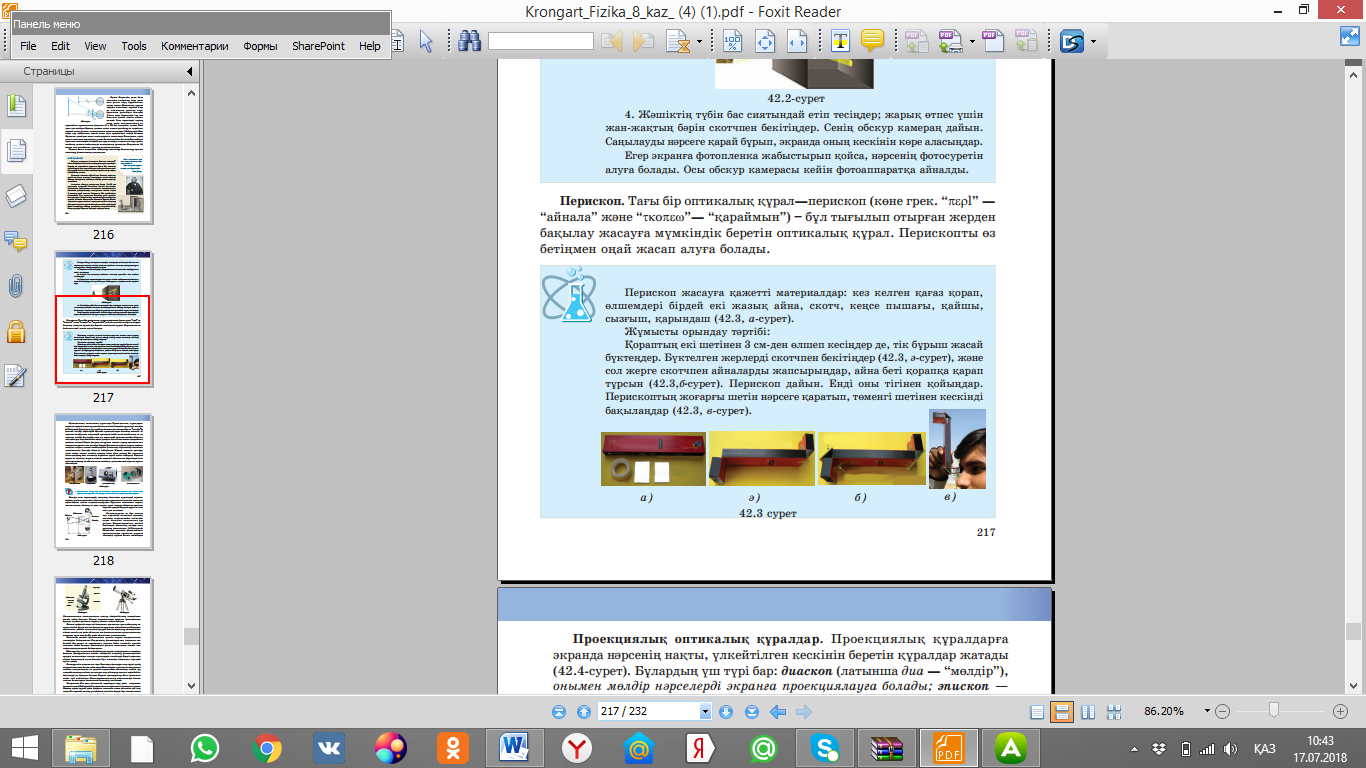 Krongart_Fizika_8_kaz_ (4) (1).pdf - Foxit Reader
Панель меню
File Edit View Tools Комментарии Формы SharePoint Help
Страницы
216
217
218
42.2-сурет
4. Жәшіктің түбін бас сиятындай етіп тесіңдер; жарық өтпес үшін
жан-жақтың бәрін скотчпен бекітіңдер. Сенің обскур камераң дайын.
Саңылауды нәрсеге қарай бұрып, экранда оның кескінін көре аласыңдар.
Егер экранға фотопленка жабыстырып қойса, нәрсенің фотосуретін
алуға болады. Осы обскур камерасы кейін фотоаппаратқа айналды.
Перископ. Тағы бір оптикалық құрал—перископ (көне грек. “περl” —
“айнала” және “τκοπεω”— “қараймын”) – бұл тығылып отырған жерден
бақылау жасауға мүмкіндік беретін оптикалық құрал. Перископты өз
бетіңмен оңай жасап алуға болады.
Перископ жасауға қажетті материалдар: кез келген қағаз қорап,
өлшемдері бірдей екі жазық айна, скотч, кеңсе пышағы, қайшы,
сызғыш, қарындаш (42.3, а-сурет).
Жұмысты орындау тәртібі:
Қораптың екі шетінен 3 см-ден өлшеп кесіңдер де, тік бұрыш жасай
бүктеңдер. Бүктелген жерлерді скотчпен бекітіңдер (42.3, ә-сурет), және
сол жерге скотчпен айналарды жапсырыңдар, айна беті қорапқа қарап
тұрсын (42.3,б-сурет). Перископ дайын. Енді оны тігінен қойыңдар.
Перископтың жоғарғы шетін нәрсеге қаратып, төменгі шетінен кескінді
бақылаңдар (42.3, в-сурет).
а) ә) б) в)
42.3 сурет
217
Проекциялық оптикалық құралдар. Проекциялық құралдарға
экранда нәрсенің нақты, үлкейтілген кескінін беретін құралдар жатады
(42.4-сурет). Бұлардың үш түрі бар: диаскоп (латынша диа — “мөлдір”),
онымен мөлдір нәрселерді экранға проекциялауға болады; эпископ —
217 / 232
86.20%
ҚАЗ
10:43
17.07.2018